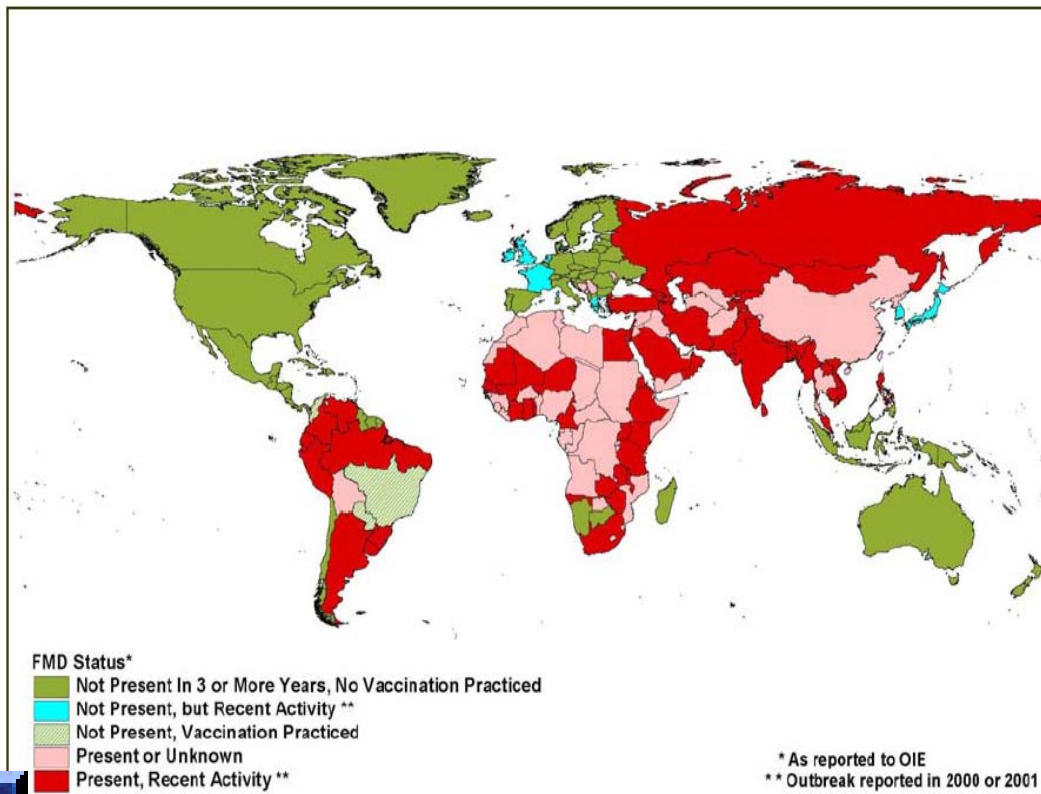 FMD Status*
Not Present In 3 or More Years, No Vaccination Practiced
Not Present, but Recent Activity **
Not Present, Vaccination Practiced
Present or Unknown
Present, Recent Activity **
* As reported to OIE
** Outbreak reported in 2000 or 2001